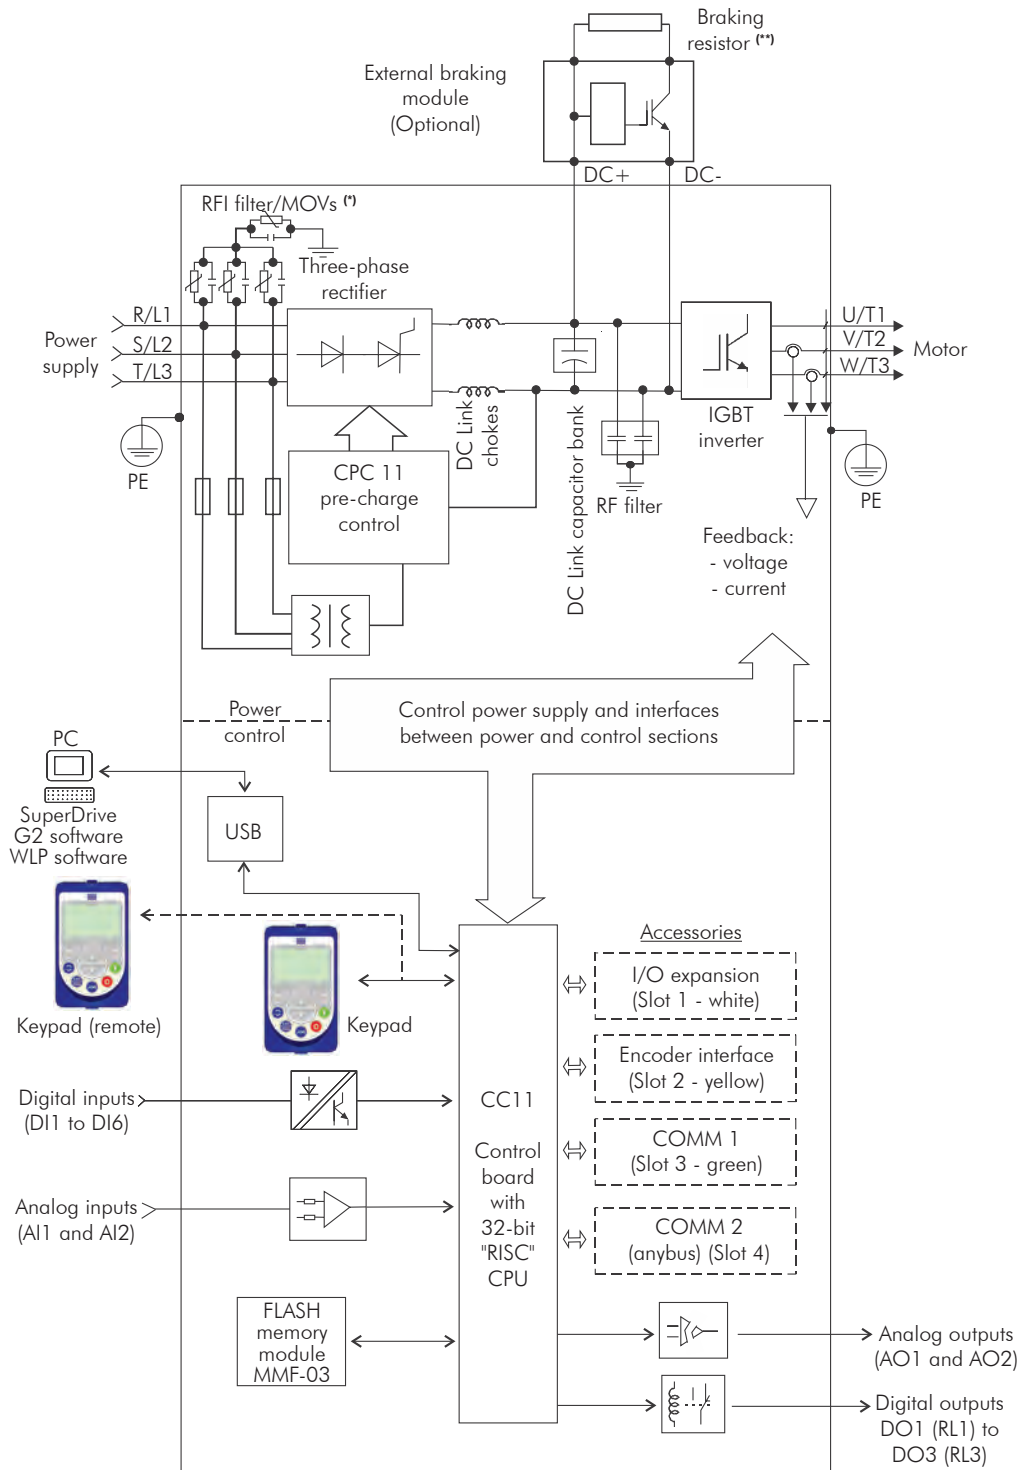 Braking
resistor (**)
External braking
module
(Optional)
DC+
DC-
RFI filter/MOVs (*)
Three-phase
rectifier
R/L1
S/L2
T/L3
Power
supply
PE
DC Link
chokes
CPC 11
pre-charge
control
DC Link capacitor bank
RF filter
IGBT
inverter
U/T1
V/T2
W/T3
Motor
PE
Feedback:
- voltage
- current
Power
control
Control power supply and interfaces
between power and control sections
PC
SuperDrive
G2 software
WLP software
USB
Keypad (remote)
Keypad
Accessories
I/O expansion
(Slot 1 - white)
Encoder interface
(Slot 2 - yellow)
COMM 1
(Slot 3 - green)
COMM 2
(anybus) (Slot 4)
Digital inputs
(DI1 to DI6)
Analog inputs
(AI1 and AI2)
CC11
Control
board
with
32-bit
"RISC"
CPU
FLASH
memory
module
MMF-03
Analog outputs
(AO1 and AO2)
Digital outputs
DO1 (RL1) to
DO3 (RL3)